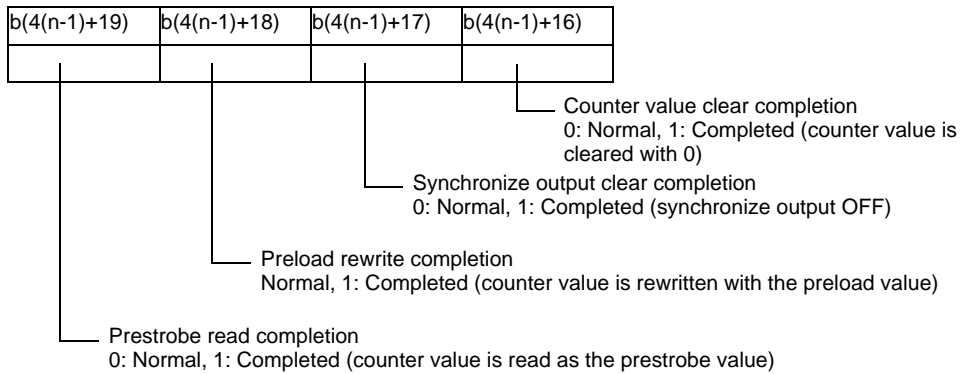 b(4(n-1)+19) b(4(n-1)+18) b(4(n-1)+17) b(4(n-1)+16)
Counter value clear completion
0: Normal, 1: Completed (counter value is
cleared with 0)
Synchronize output clear completion
0: Normal, 1: Completed (synchronize output OFF)
Preload rewrite completion
Normal, 1: Completed (counter value is rewritten with the preload value)
Prestrobe read completion
0: Normal, 1: Completed (counter value is read as the prestrobe value)